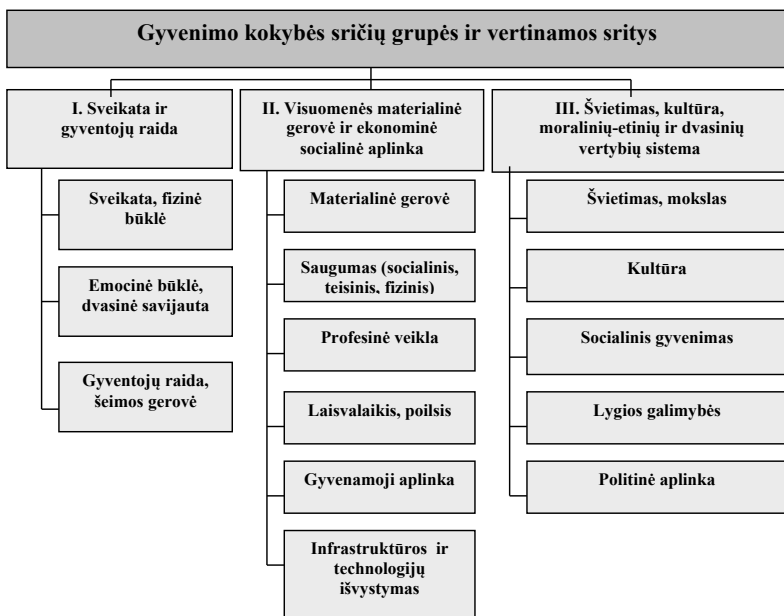 Gyvenimo kokybės sričių grupės ir vertinamos sritys
I. Sveikata ir
gyventojų raida
Sveikata, fizinė
būklė
Emocinė būklė,
dvasinė savijauta
Gyventojų raida,
šeimos gerovė
II. Visuomenės materialinė
gerovė ir ekonominė
socialinė aplinka
Materialinė gerovė
Saugumas (socialinis,
teisinis, fizinis)
Profesinė veikla
Laisvalaikis, poilsis
Gyvenamoji aplinka
Infrastruktūros ir
technologijų
išvystymas
III. Švietimas, kultūra,
moralinių-etinių ir dvasinių
vertybių sistema
Švietimas, mokslas
Kultūra
Socialinis gyvenimas
Lygios galimybės
Politinė aplinka